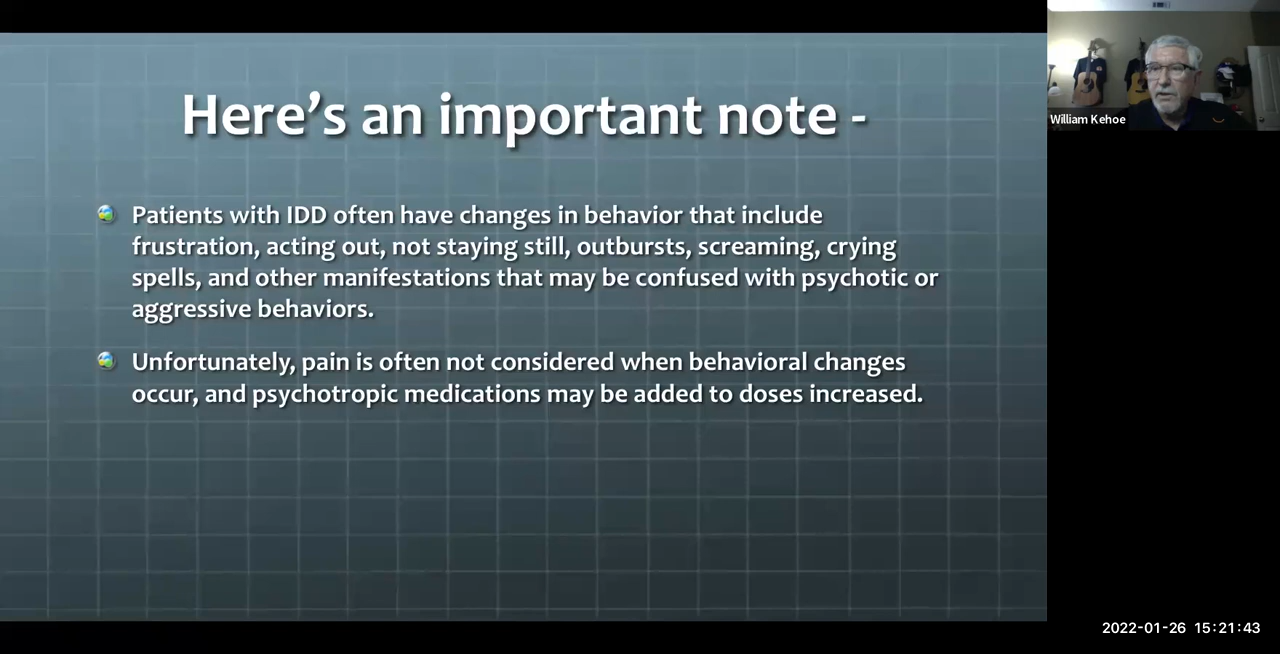 Here's an important note -
Patients with IDD often have changes in behavior that include
frustration, acting out, not staying still, outbursts, screaming, crying
spells, and other manifestations that may be confused with psychotic or
aggressive behaviors.
Unfortunately, pain is often not considered when behavioral changes
occur, and psychotropic medications may be added to doses increased.
William Kehoe
2022-01-26 15:21:43